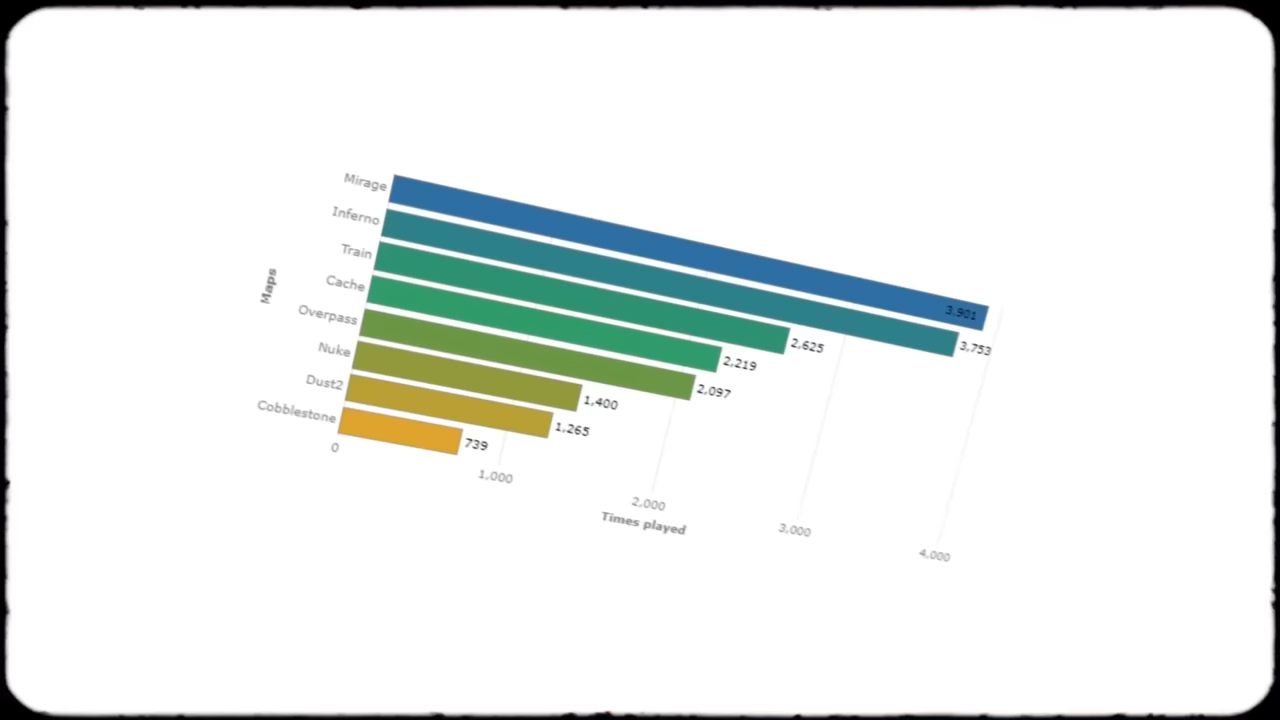 Maps
Mirage 3,901
Inferno 3,753
Train 2,625
Cache 2,219
Overpass 2,097
Nuke 1,400
Dust2 1,265
Cobblestone 739
0 1,000 2,000 3,000 4,000
Times played